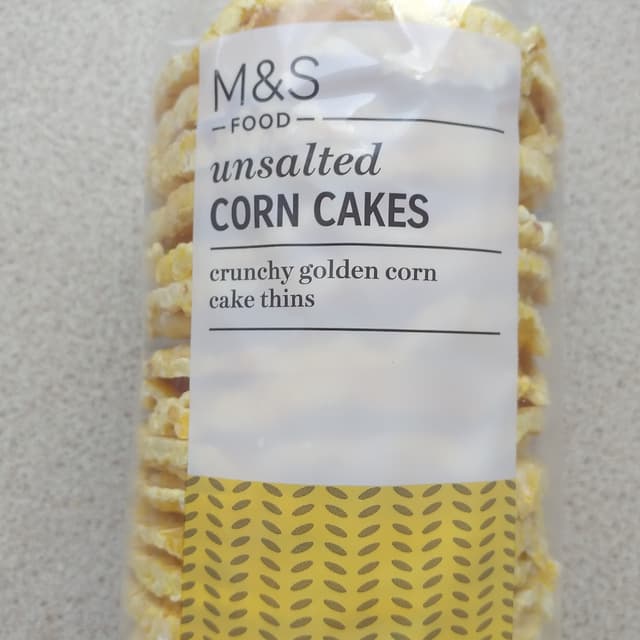 M&S
FOOD
unsalted
CORN CAKES
crunchy golden corn
cake thins